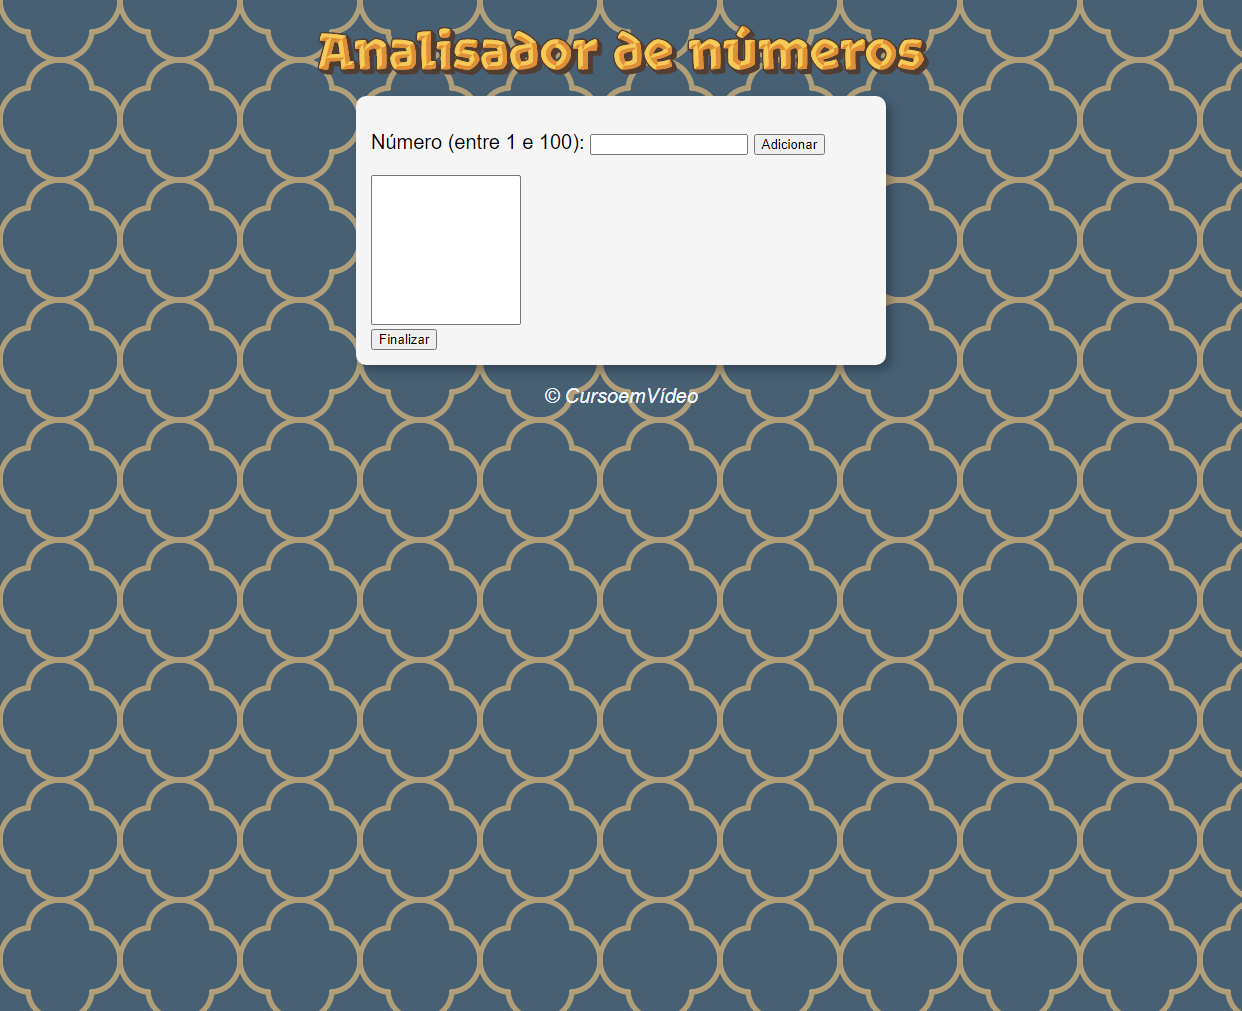 Analisador de números
Número (entre 1 e 100): Adicionar
Finalizar
© CursoemVídeo